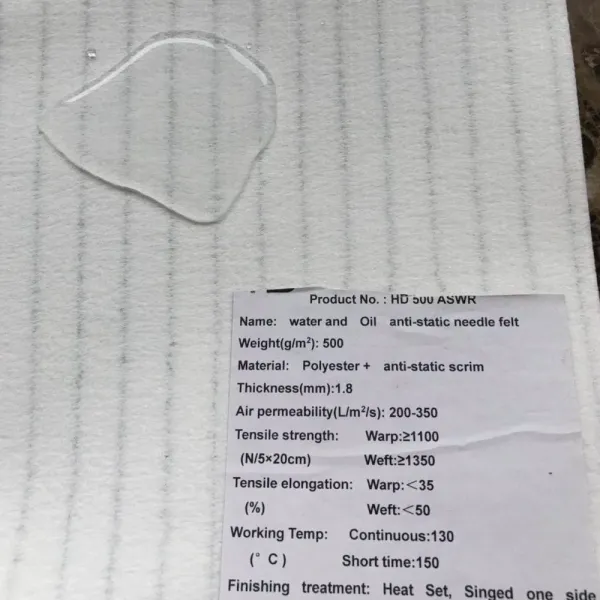 Product No. : HD 500 ASWR
Name: water and Oil anti-static needle felt
Weight(g/m²): 500
Material: Polyester + anti-static scrim
Thickness(mm):1.8
Air permeability(L/m²/s): 200-350
Tensile strength: Warp:≥1100
(N/5×20cm) Weft:≥1350
Tensile elongation: Warp:<35
(%) Weft:<50
Working Temp: Continuous:130
(° C) Short time:150
Finishing treatment: Heat Set, Singed one side